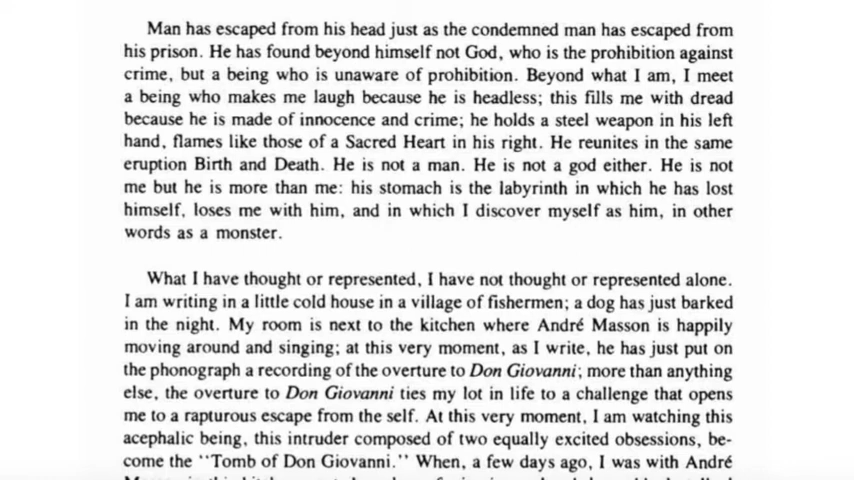 Man has escaped from his head just as the condemned man has escaped from
his prison. He has found beyond himself not God, who is the prohibition against
crime, but a being who is unaware of prohibition. Beyond what I am, I meet
a being who makes me laugh because he is headless; this fills me with dread
because he is made of innocence and crime; he holds a steel weapon in his left
hand, flames like those of a Sacred Heart in his right. He reunites in the same
eruption Birth and Death. He is not a man. He is not a god either. He is not
me but he is more than me: his stomach is the labyrinth in which he has lost
himself, loses me with him, and in which I discover myself as him, in other
words as a monster.
What I have thought or represented, I have not thought or represented alone.
I am writing in a little cold house in a village of fishermen; a dog has just barked
in the night. My room is next to the kitchen where André Masson is happily
moving around and singing; at this very moment, as I write, he has just put on
the phonograph a recording of the overture to Don Giovanni; more than anything
else, the overture to Don Giovanni ties my lot in life to a challenge that opens
me to a rapturous escape from the self. At this very moment, I am watching this
acephalic being, this intruder composed of two equally excited obsessions, be-
come the "Tomb of Don Giovanni." When, a few days ago, I was with André